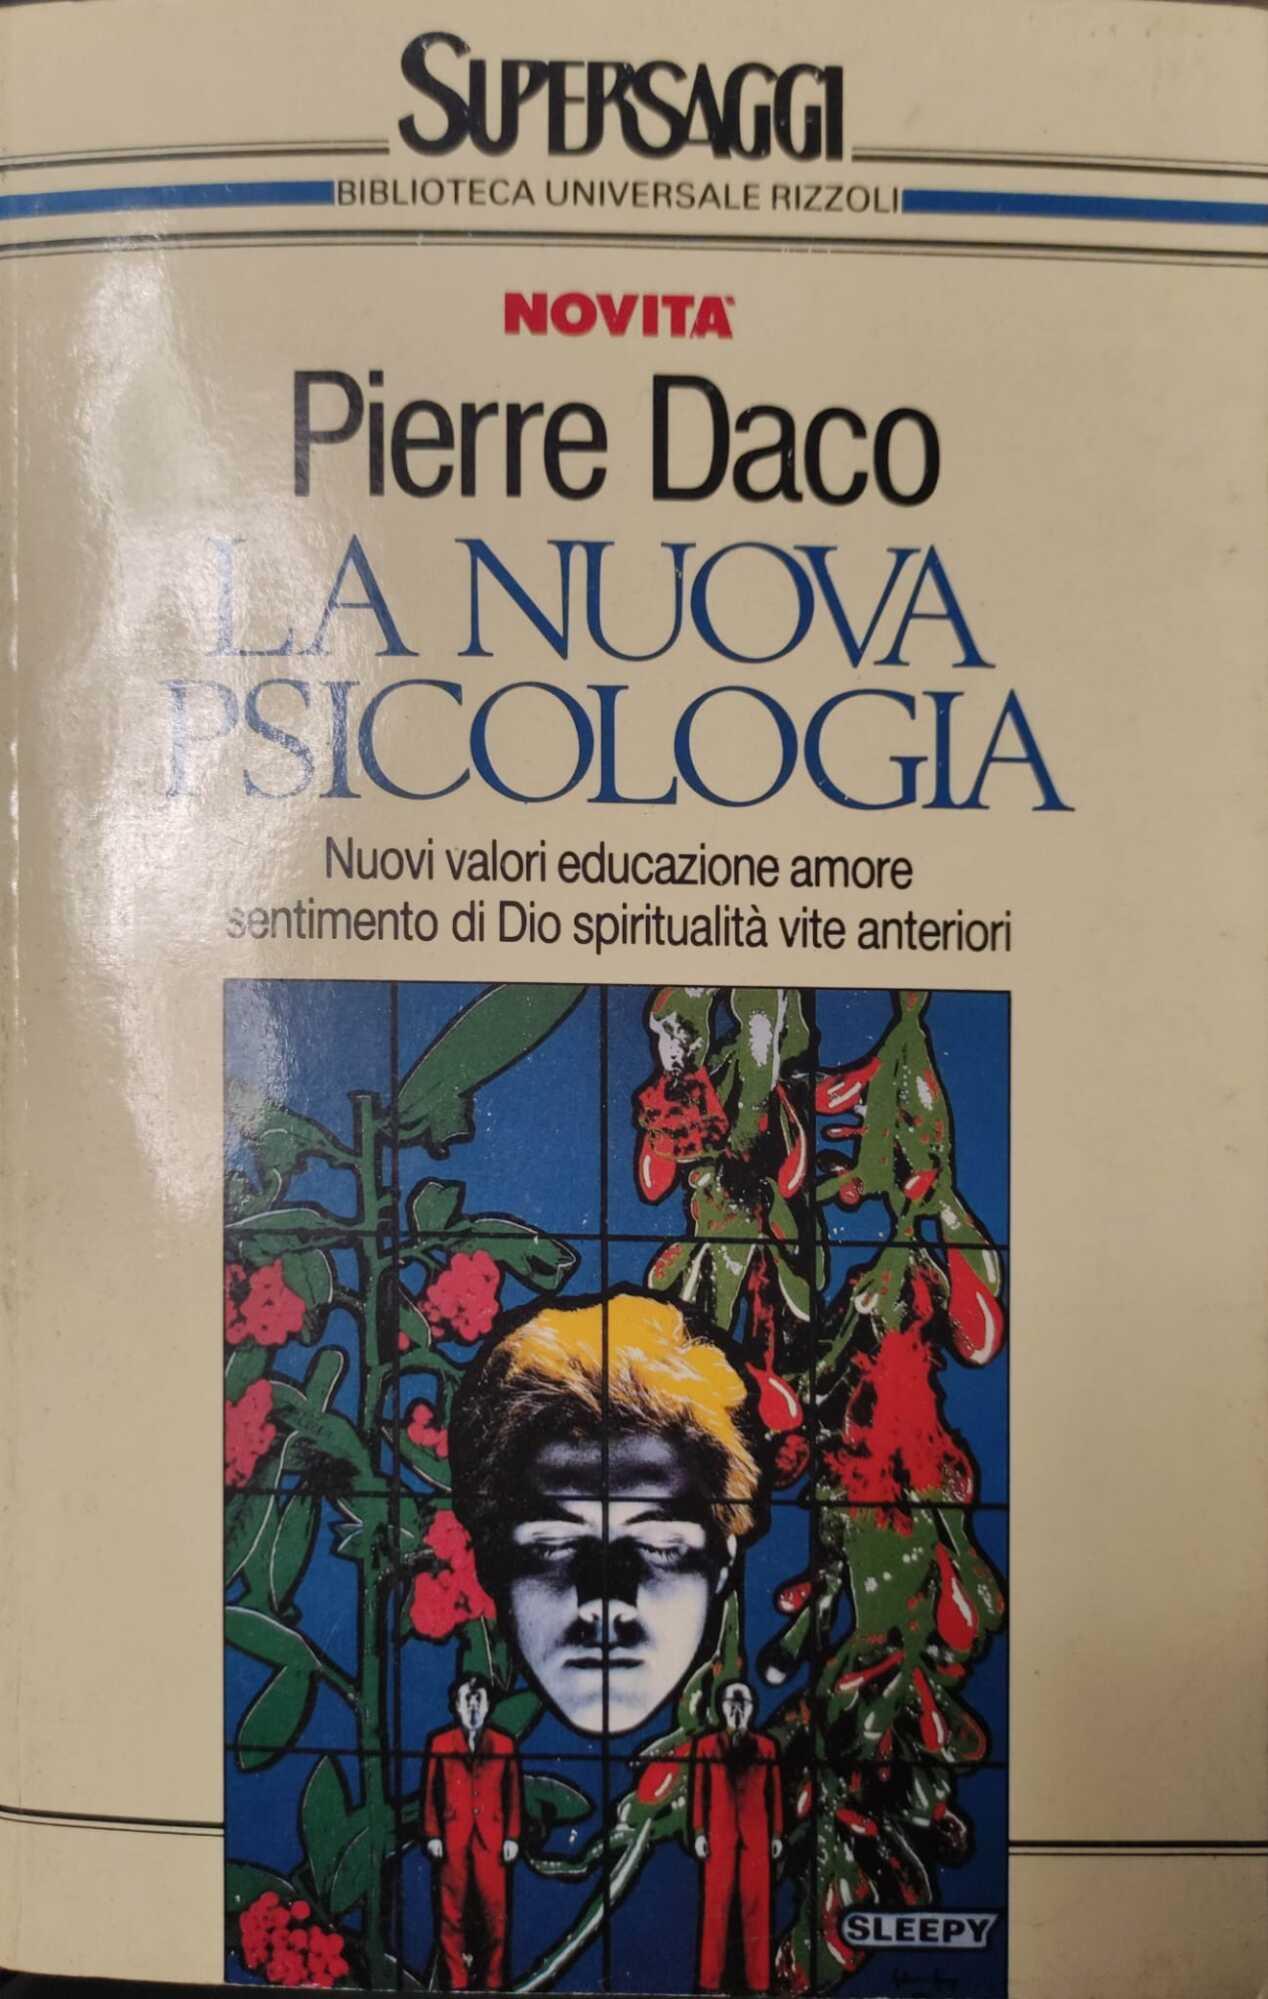 SUPERSAGGI
BIBLIOTECA UNIVERSALE RIZZOLI
NOVITA'
Pierre Daco
LA NUOVA
PSICOLOGIA
Nuovi valori educazione amore
sentimento di Dio spiritualità vite anteriori
SLEEPY